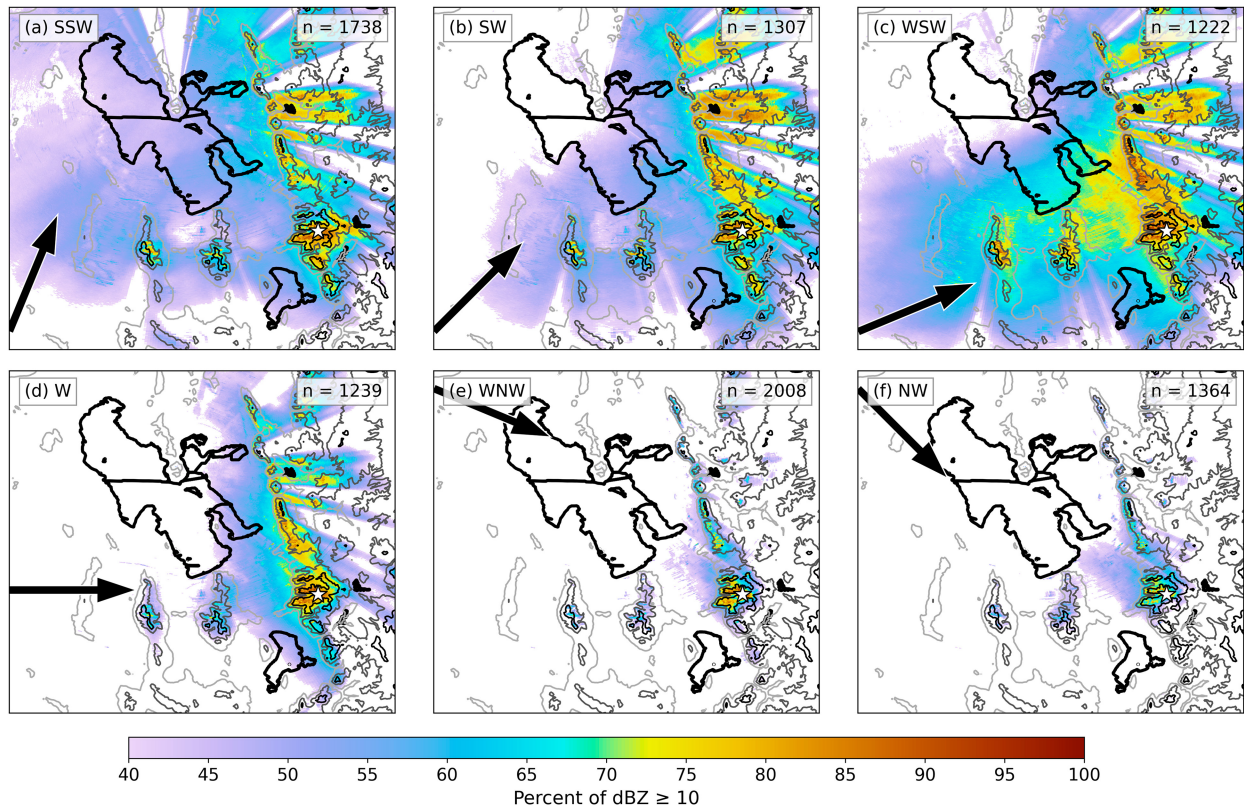 (a) SSW
n = 1738
(b) SW
n = 1307
(c) WSW
n = 1222
(d) W
n = 1239
(e) WNW
n = 2008
(f) NW
n = 1364
40 45 50 55 60 65 70 75 80 85 90 95 100
Percent of dBZ ≥ 10